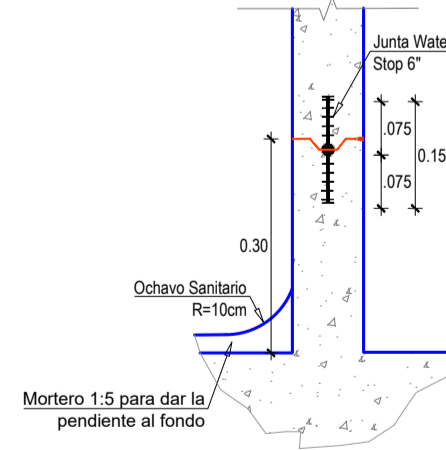 Junta Wate
Stop 6"
.075
0.15
.075
0.30
Ochavo Sanitario
R=10cm
Mortero 1:5 para dar la
pendiente al fondo